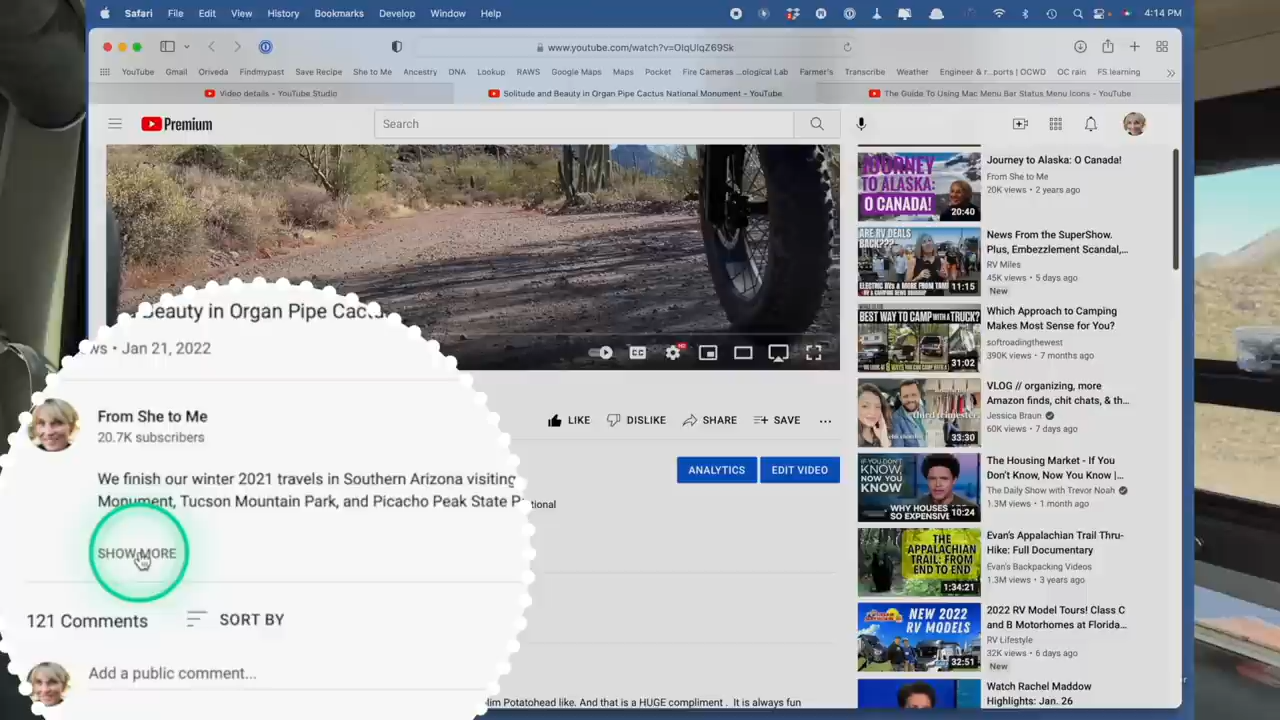 Safari File Edit View History Bookmarks Develop Window Help
4:14 PM
www.youtube.com/watch?v=OIqUlqZ69Sk
YouTube Gmail Oriveda Findmypast Save Recipe She to Me Ancestry DNA Lookup RAWS Google Maps Maps Pocket Fire Cameras ...ological Lab Farmer's Transcribe Weather Engineer & r...ports | OCWD OC rain FS learning
Video details - YouTube Studio
Solitude and Beauty in Organ Pipe Cactus National Monument - YouTube
The Guide To Using Mac Menu Bar Status Menu Icons - YouTube
Premium
Search
CC
HD
Beauty in Organ Pipe Cact
ws • Jan 21, 2022
LIKE
DISLIKE
SHARE
SAVE
From She to Me
20.7K subscribers
ANALYTICS
EDIT VIDEO
We finish our winter 2021 travels in Southern Arizona visiting
Monument, Tucson Mountain Park, and Picacho Peak State P
tional
SHOW MORE
121 Comments
SORT BY
Add a public comment...
lim Potatohead like. And that is a HUGE compliment . It is always fun
JOURNEY
TO ALASKA:
O CANADA!
20:40
Journey to Alaska: O Canada!
From She to Me
20K views • 2 years ago
ARE RV DEALS
BACK???
ELECTRIC RVs & MORE FROM TAM
RV & CAMPING NEWS
11:15
News From the SuperShow.
Plus, Embezzlement Scandal,...
RV Miles
45K views • 5 days ago
New
BEST WAY TO CAMP WITH A TRUCK?
31:02
Which Approach to Camping
Makes Most Sense for You?
softroadingthewest
390K views • 7 months ago
third trimester
33:30
VLOG // organizing, more
Amazon finds, chit chats, & th...
Jessica Braun
60K views • 7 days ago
IF YOU DON'T
KNOW,
NOW YOU
KNOW
WHY HOUSES ARE
SO EXPENSIVE
10:24
The Housing Market - If You
Don't Know, Now You Know |...
The Daily Show with Trevor Noah
1.3M views • 1 month ago
THE
APPALACHIAN
TRAIL: FROM
END TO END
1:34:21
Evan's Appalachian Trail Thru-
Hike: Full Documentary
Evan's Backpacking Videos
1.3M views • 3 years ago
NEW 2022
RV MODELS
32:51
2022 RV Model Tours! Class C
and B Motorhomes at Florida...
RV Lifestyle
32K views • 6 days ago
New
Watch Rachel Maddow
Highlights: Jan. 26